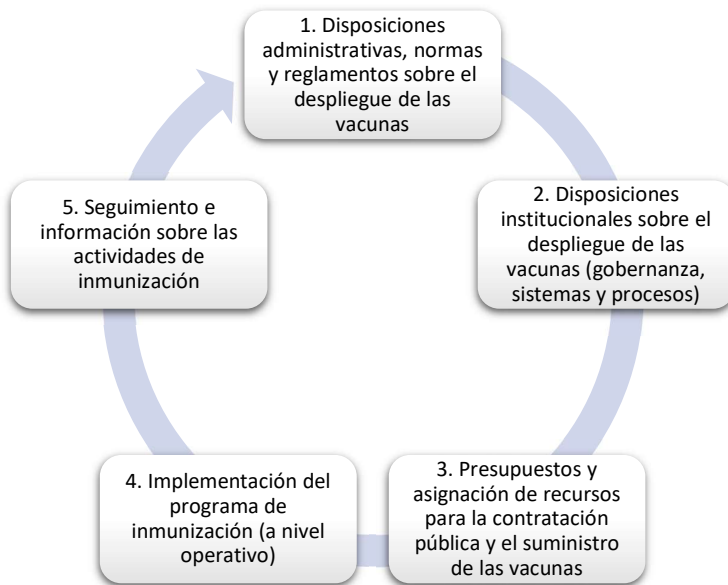 1. Disposiciones
administrativas, normas
y reglamentos sobre el
despliegue de las
vacunas
2. Disposiciones
institucionales sobre el
despliegue de las
vacunas (gobernanza,
sistemas y procesos)
3. Presupuestos y
asignación de recursos
para la contratación
pública y el suministro
de las vacunas
4. Implementación del
programa de
inmunización (a nivel
operativo)
5. Seguimiento e
información sobre las
actividades de
inmunización